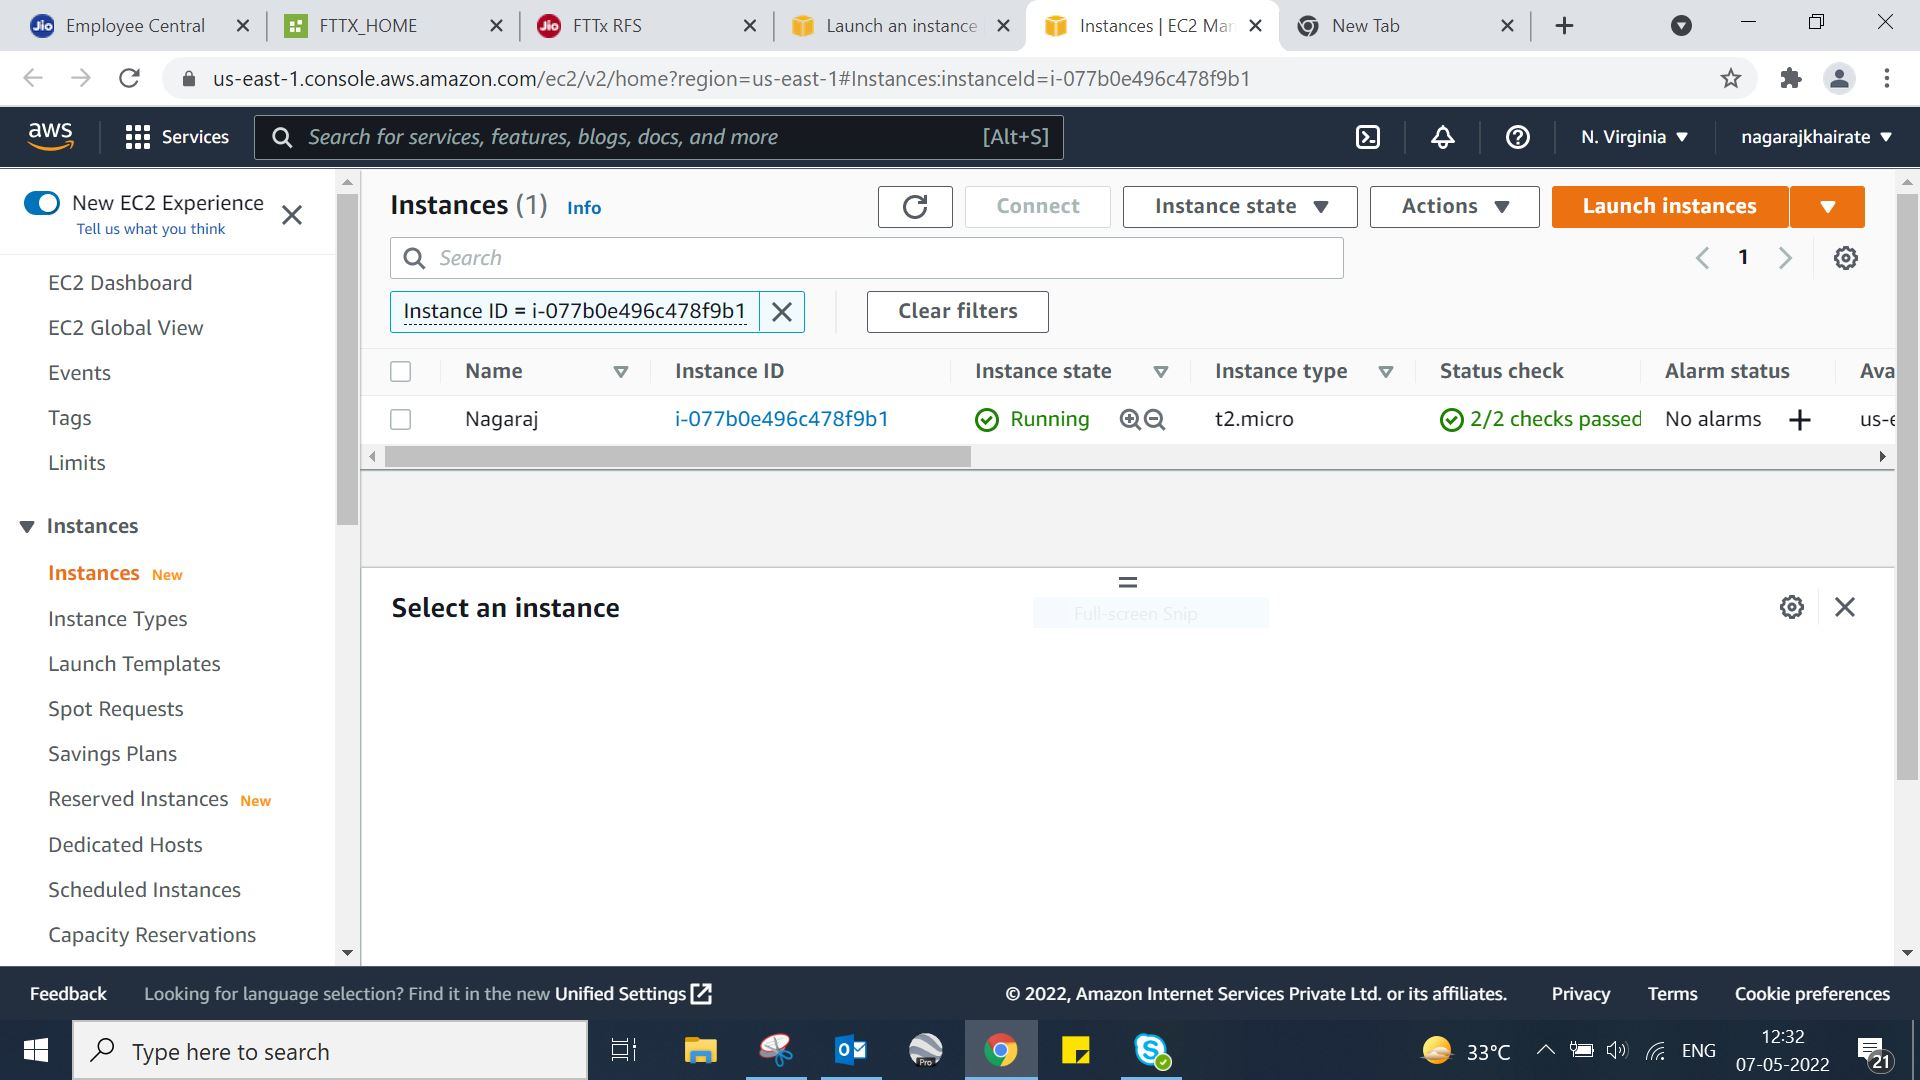 Employee Central
FTTX_HOME
FTTx RFS
Launch an instance
Instances | EC2 Mar
New Tab
us-east-1.console.aws.amazon.com/ec2/v2/home?region=us-east-1#Instances:instanceId=i-077b0e496c478f9b1
aws
Services
Search for services, features, blogs, docs, and more
[Alt+S]
N. Virginia
nagarajkhairate
New EC2 Experience
Tell us what you think
EC2 Dashboard
EC2 Global View
Events
Tags
Limits
Instances
Instances New
Instance Types
Launch Templates
Spot Requests
Savings Plans
Reserved Instances New
Dedicated Hosts
Scheduled Instances
Capacity Reservations
Instances (1) Info
Connect
Instance state
Actions
Launch instances
Search
1
Instance ID = i-077b0e496c478f9b1
Clear filters
Name Instance ID Instance state Instance type Status check Alarm status Ava
Nagaraj i-077b0e496c478f9b1 Running t2.micro 2/2 checks passed No alarms us-e
Select an instance
Full-screen Snip
Feedback
Looking for language selection? Find it in the new Unified Settings
© 2022, Amazon Internet Services Private Ltd. or its affiliates.
Privacy
Terms
Cookie preferences
Type here to search
Pro
33°C
ENG
12:32
07-05-2022
21
Jio
Jio